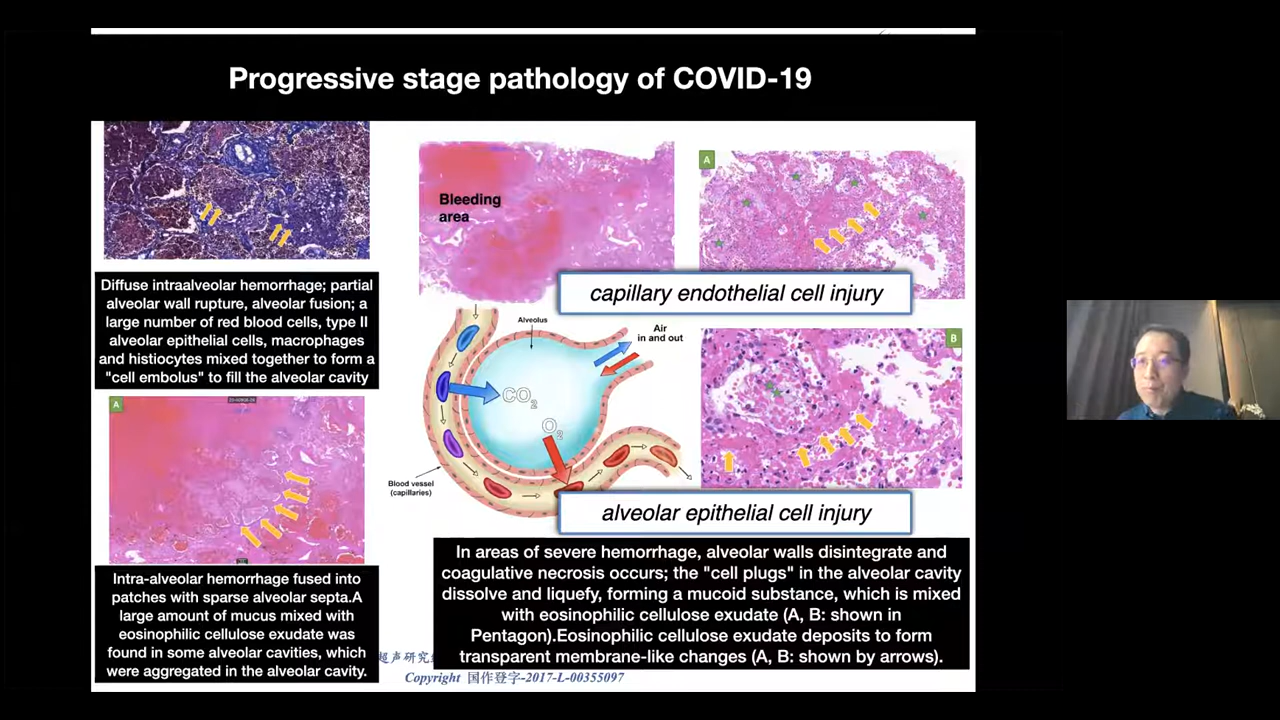 Progressive stage pathology of COVID-19
Diffuse intraalveolar hemorrhage; partial
alveolar wall rupture, alveolar fusion; a
large number of red blood cells, type II
alveolar epithelial cells, macrophages
and histiocytes mixed together to form a
"cell embolus" to fill the alveolar cavity
A
Intra-alveolar hemorrhage fused into
patches with sparse alveolar septa.A
large amount of mucus mixed with
eosinophilic cellulose exudate was
found in some alveolar cavities, which
were aggregated in the alveolar cavity.
Bleeding
area
A
capillary endothelial cell injury
Alveolus
Air
in and out
CO2
O2
Blood vessel
(capillaries)
B
alveolar epithelial cell injury
In areas of severe hemorrhage, alveolar walls disintegrate and
coagulative necrosis occurs; the "cell plugs" in the alveolar cavity
dissolve and liquefy, forming a mucoid substance, which is mixed
with eosinophilic cellulose exudate (A, B: shown in
Pentagon).Eosinophilic cellulose exudate deposits to form
transparent membrane-like changes (A, B: shown by arrows).
超声研究
Copyright 国作登字-2017-L-00355097